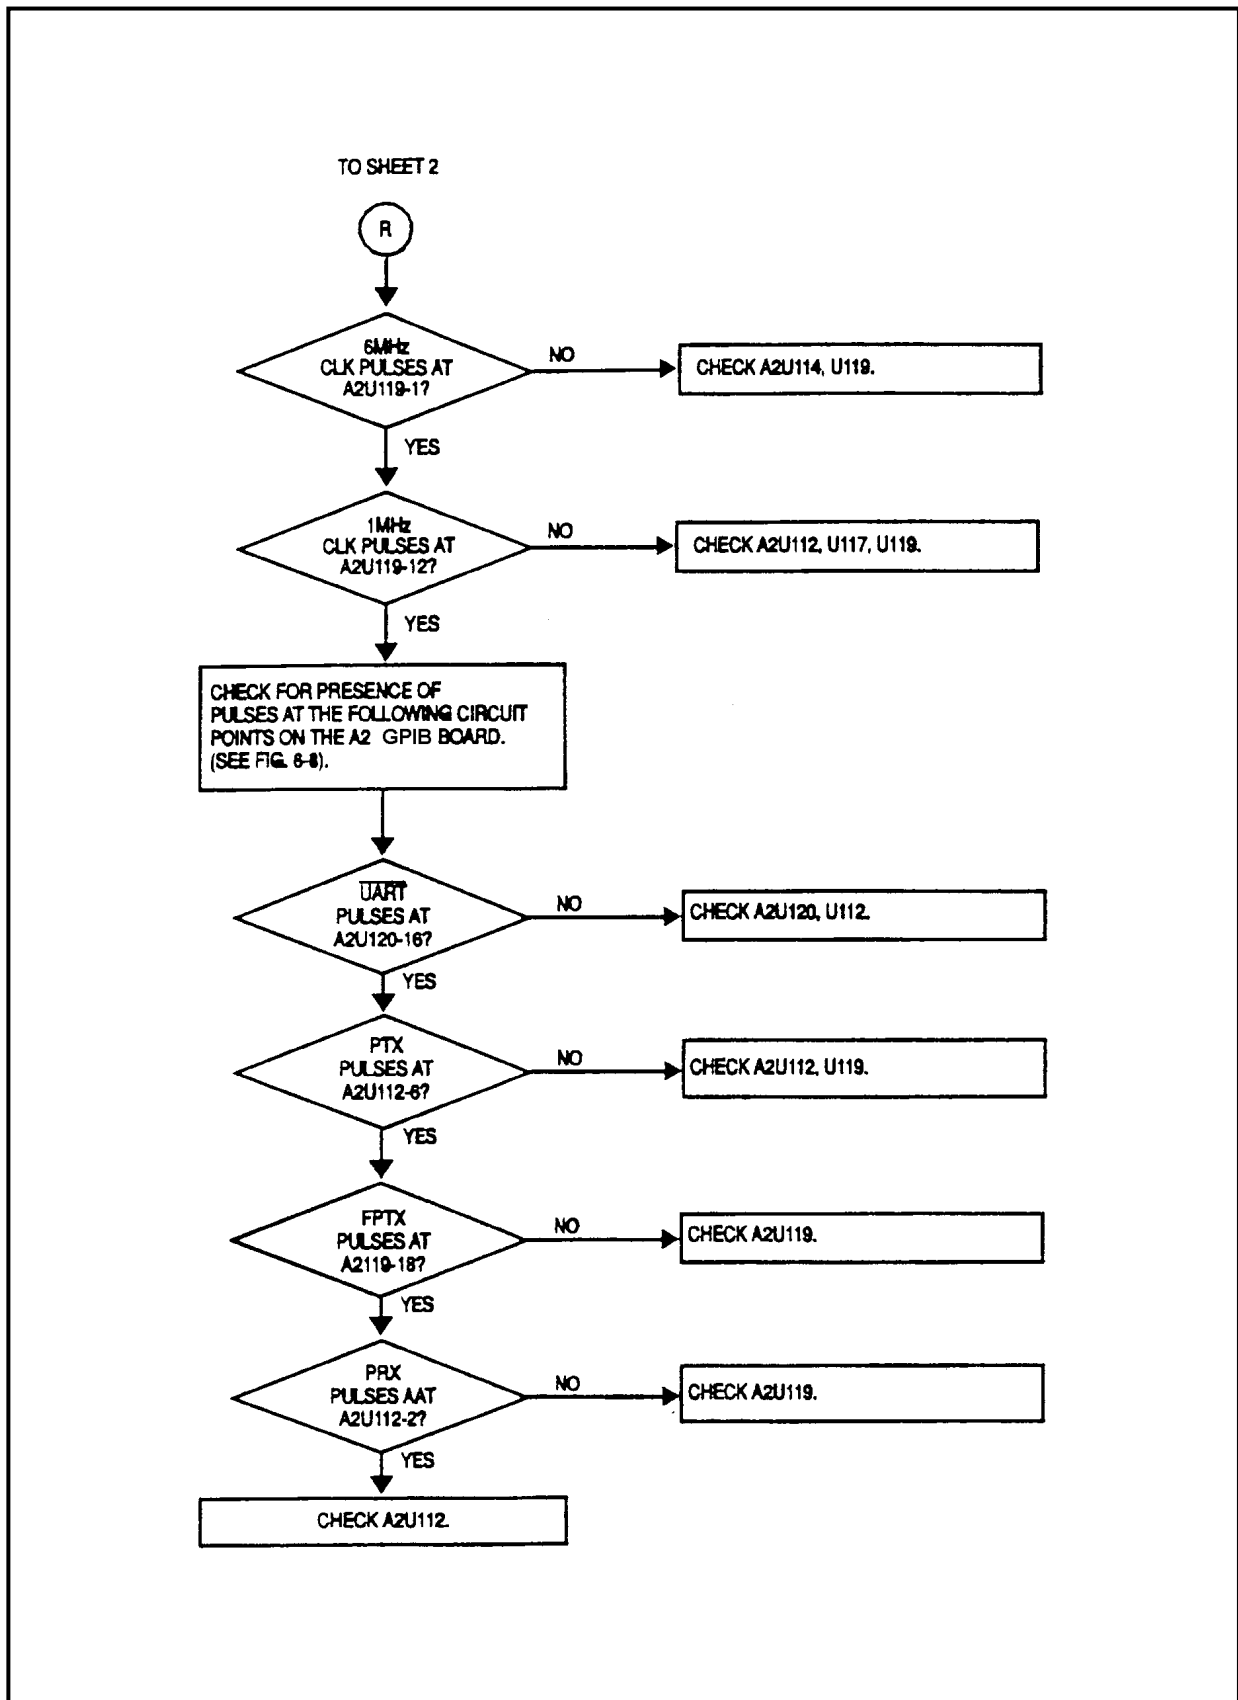 TO SHEET 2
R
6MHz
CLK PULSES AT
A2U119-1?
NO
CHECK A2U114, U119.
YES
1MHz
CLK PULSES AT
A2U119-12?
NO
CHECK A2U112, U117, U119.
YES
CHECK FOR PRESENCE OF
PULSES AT THE FOLLOWING CIRCUIT
POINTS ON THE A2 GPIB BOARD.
(SEE FIG. 6-8).
UART
PULSES AT
A2U120-16?
NO
CHECK A2U120, U112.
YES
PTX
PULSES AT
A2U112-6?
NO
CHECK A2U112, U119.
YES
FPTX
PULSES AT
A2119-18?
NO
CHECK A2U119.
YES
PRX
PULSES AAT
A2U112-2?
NO
CHECK A2U119.
YES
CHECK A2U112.